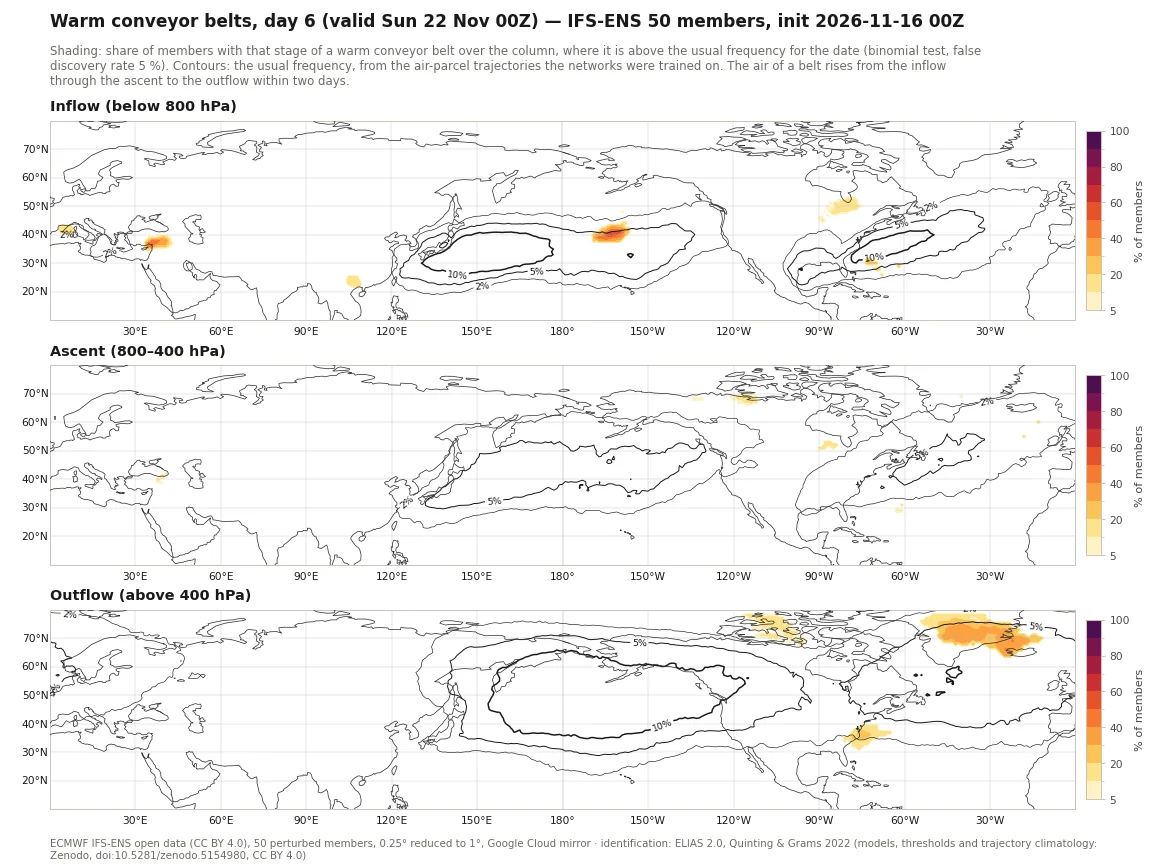 Warm conveyor belts, day 6 (valid Sun 22 Nov 00Z) — IFS-ENS 50 members, init 2026-11-16 00Z
Shading: share of members with that stage of a warm conveyor belt over the column, where it is above the usual frequency for the date (binomial test, false
discovery rate 5 %). Contours: the usual frequency, from the air-parcel trajectories the networks were trained on. The air of a belt rises from the inflow
through the ascent to the outflow within two days.
Inflow (below 800 hPa)
70°N
60°N
50°N
40°N
30°N
20°N
2%
2%
10%
5%
2%
2%
5%
10%
30°E 60°E 90°E 120°E 150°E 180° 150°W 120°W 90°W 60°W 30°W
100
80
60
40
20
5
% of members
Ascent (800–400 hPa)
70°N
60°N
50°N
40°N
30°N
20°N
2%
5%
5%
2%
30°E 60°E 90°E 120°E 150°E 180° 150°W 120°W 90°W 60°W 30°W
100
80
60
40
20
5
% of members
Outflow (above 400 hPa)
70°N
60°N
50°N
40°N
30°N
20°N
2%
5%
10%
2%
5%
30°E 60°E 90°E 120°E 150°E 180° 150°W 120°W 90°W 60°W 30°W
100
80
60
40
20
5
% of members
ECMWF IFS-ENS open data (CC BY 4.0), 50 perturbed members, 0.25° reduced to 1°, Google Cloud mirror · identification: ELIAS 2.0, Quinting & Grams 2022 (models, thresholds and trajectory climatology:
Zenodo, doi:10.5281/zenodo.5154980, CC BY 4.0)